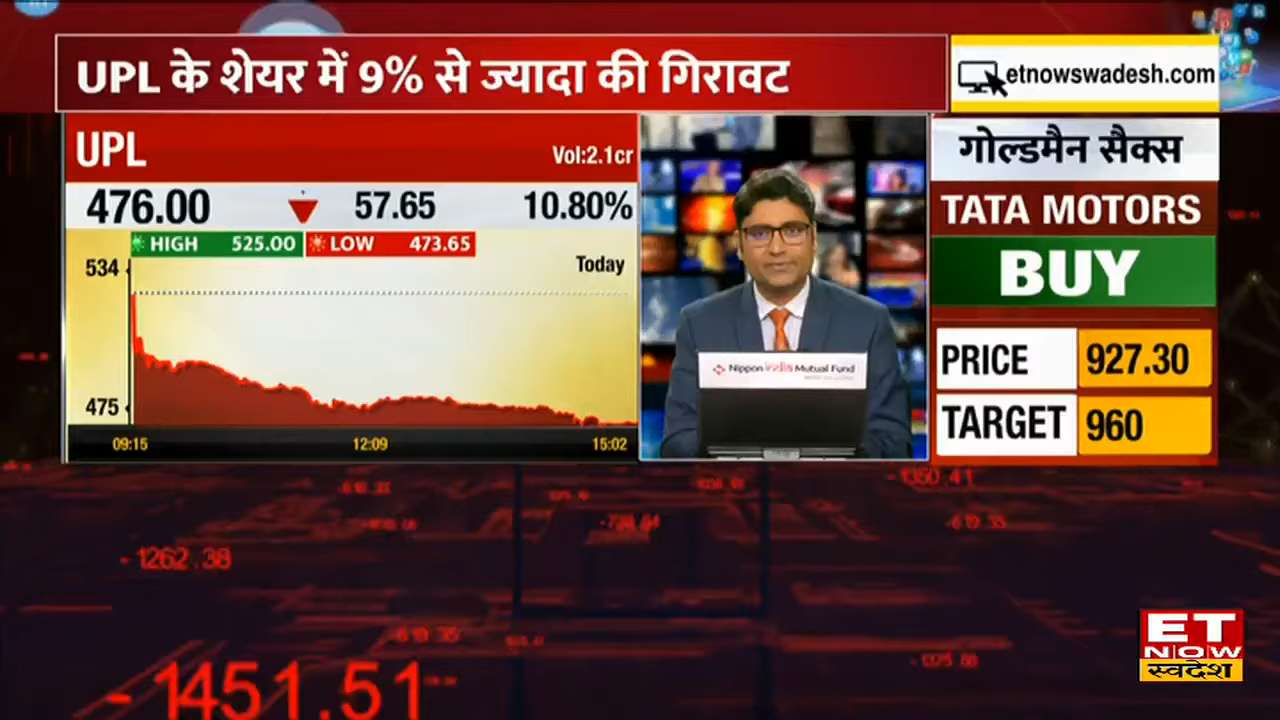 UPL के शेयर में 9% से ज्यादा की गिरावट
etnowswadesh.com
UPL
Vol:2.1cr
476.00 57.65 10.80%
HIGH 525.00 LOW 473.65
Today
534
475
09:15 12:09 15:02
Nippon india Mutual Fund
गोल्डमैन सैक्स
TATA MOTORS
BUY
PRICE 927.30
TARGET 960
-1350.41
-1262.38
-1451.51
ET
NOW
स्वदेश